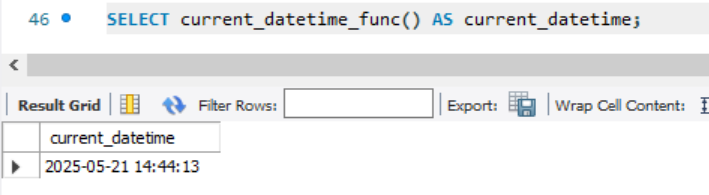 46 SELECT current_datetime_func() AS current_datetime;
Result Grid Filter Rows: Export: Wrap Cell Content:
current_datetime
2025-05-21 14:44:13